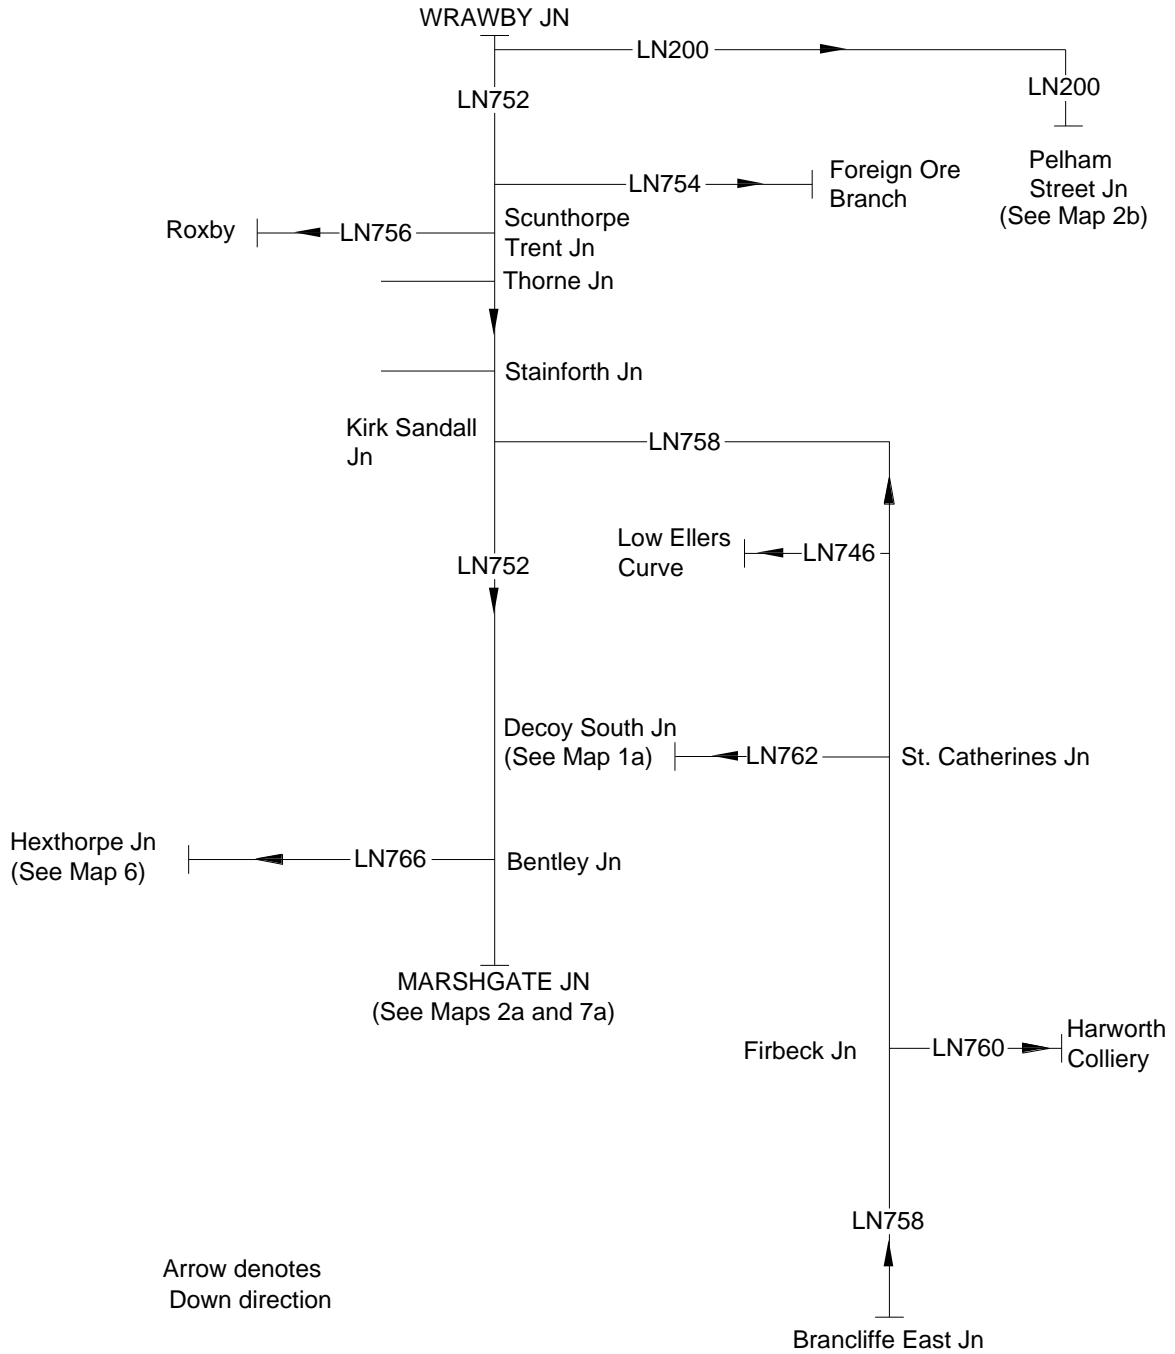 WRAWBY JN
LN200
LN752
LN200
Pelham
Street Jn
(See Map 2b)
LN754
Foreign Ore
Branch
Roxby
LN756
Scunthorpe
Trent Jn
Thorne Jn
Stainforth Jn
Kirk Sandall
Jn
LN758
Low Ellers
Curve
LN746
LN752
Decoy South Jn
(See Map 1a)
LN762
St. Catherines Jn
Hexthorpe Jn
(See Map 6)
LN766
Bentley Jn
MARSHGATE JN
(See Maps 2a and 7a)
Firbeck Jn
LN760
Harworth
Colliery
LN758
Arrow denotes
Down direction
Brancliffe East Jn